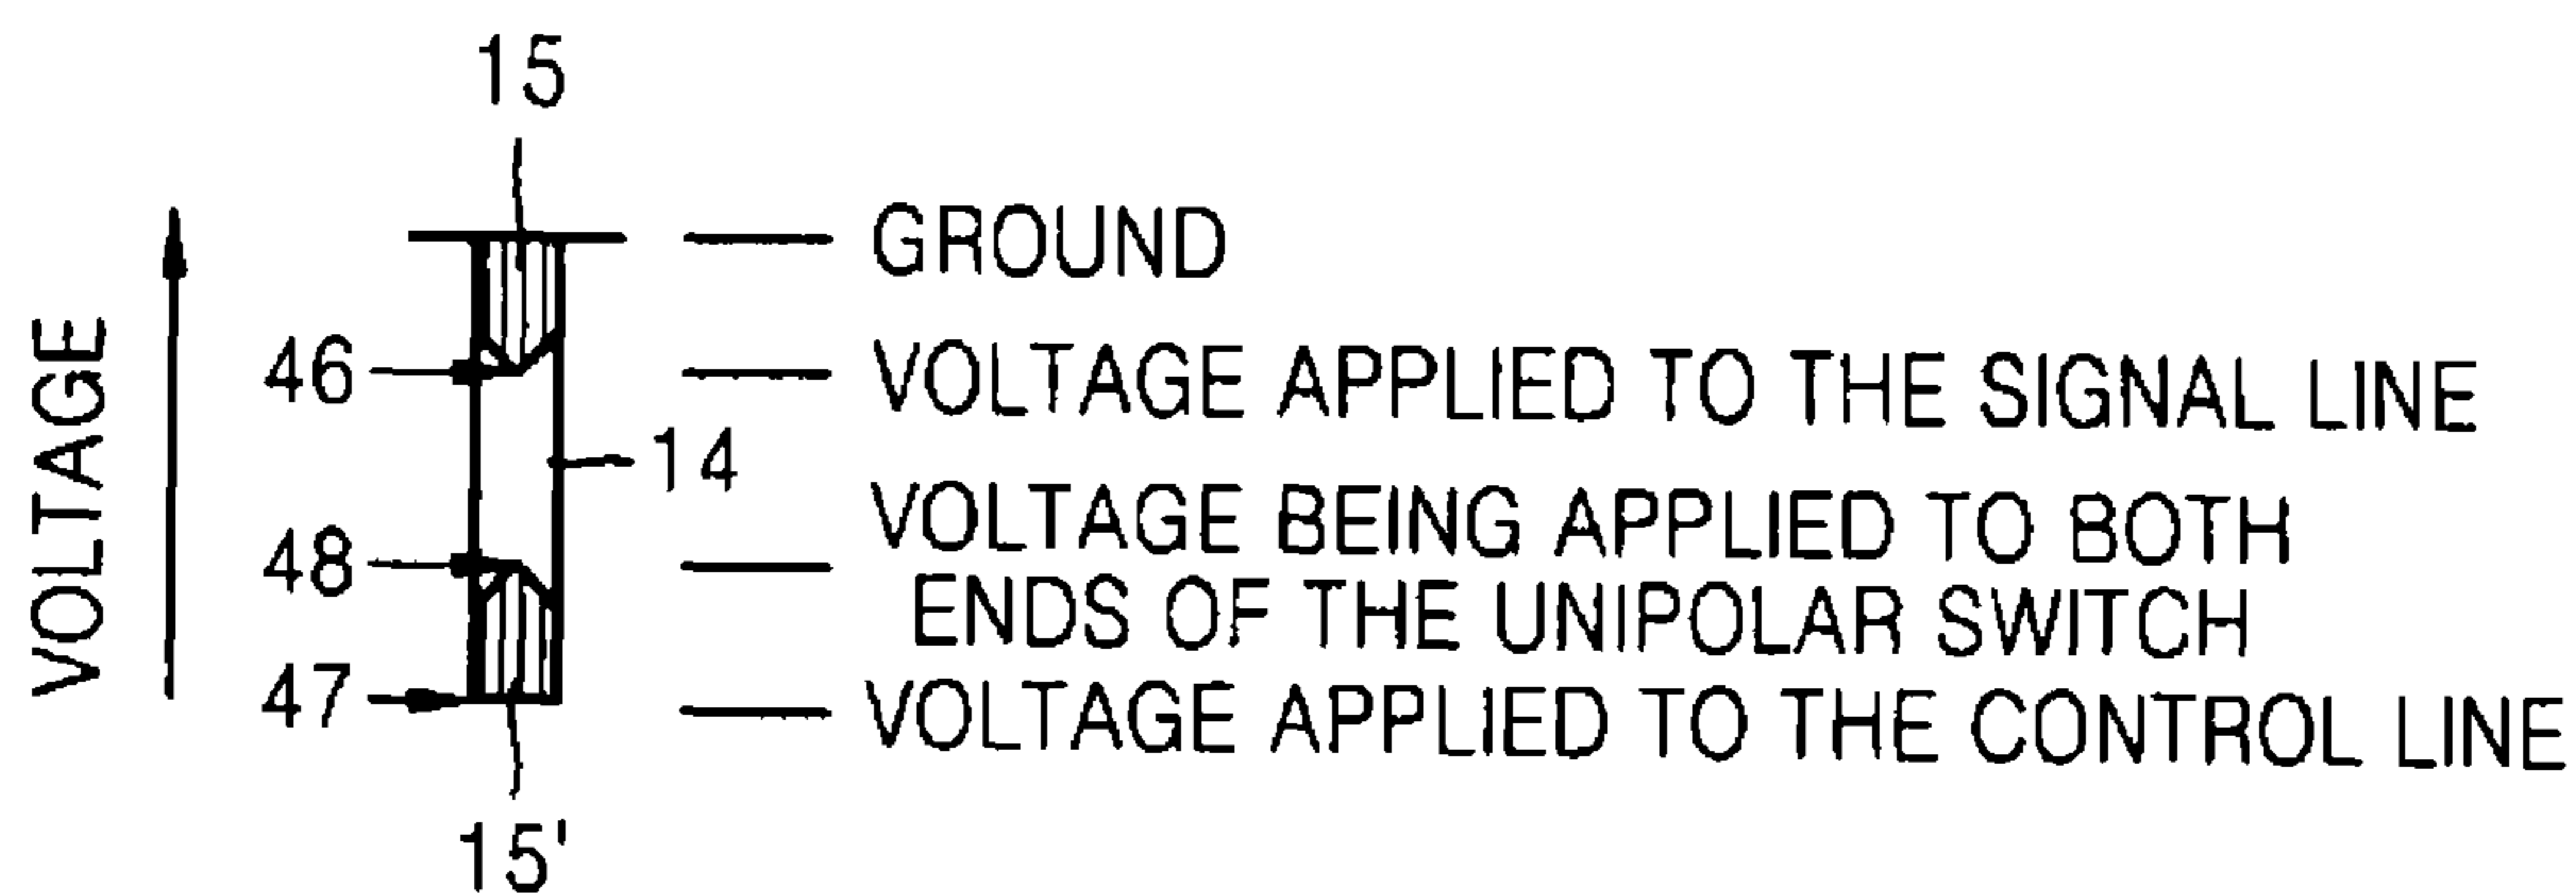 15
GROUND
46
VOLTAGE APPLIED TO THE SIGNAL LINE
VOLTAGE
14
VOLTAGE BEING APPLIED TO BOTH
48
ENDS OF THE UNIPOLAR SWITCH
47
VOLTAGE APPLIED TO THE CONTROL LINE
15'